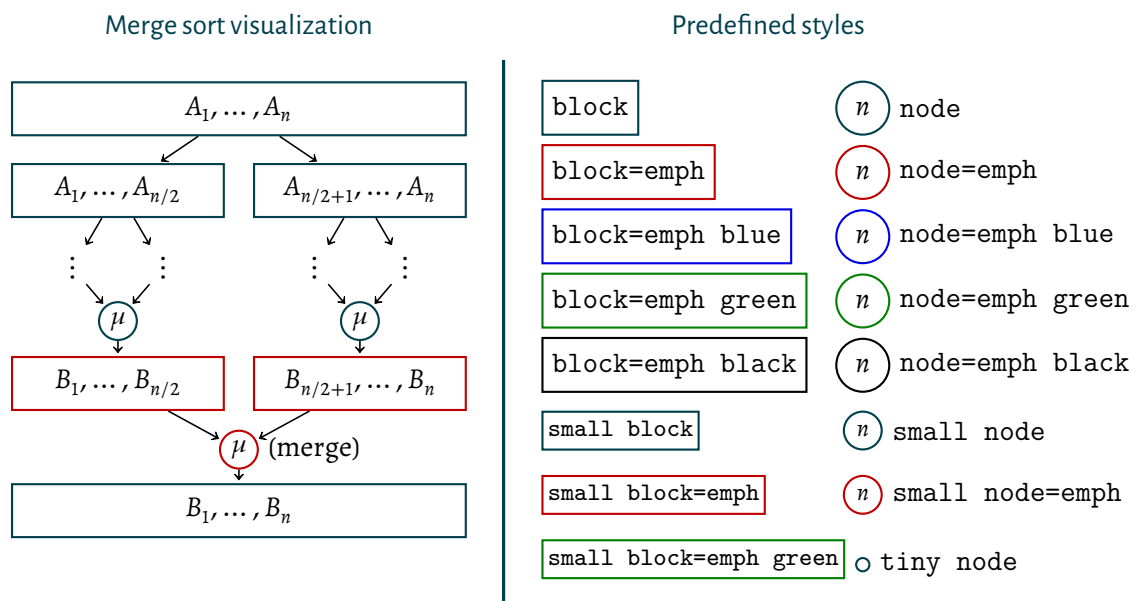 Merge sort visualization
A₁, … , Aₙ
A₁, … , Aₙ/₂ Aₙ/₂₊₁, … , Aₙ
⋮ ⋮ ⋮ ⋮
μ μ
B₁, … , Bₙ/₂ Bₙ/₂₊₁, … , Bₙ
μ (merge)
B₁, … , Bₙ
Predefined styles
block n node
block=emph n node=emph
block=emph blue n node=emph blue
block=emph green n node=emph green
block=emph black n node=emph black
small block n small node
small block=emph n small node=emph
small block=emph green tiny node